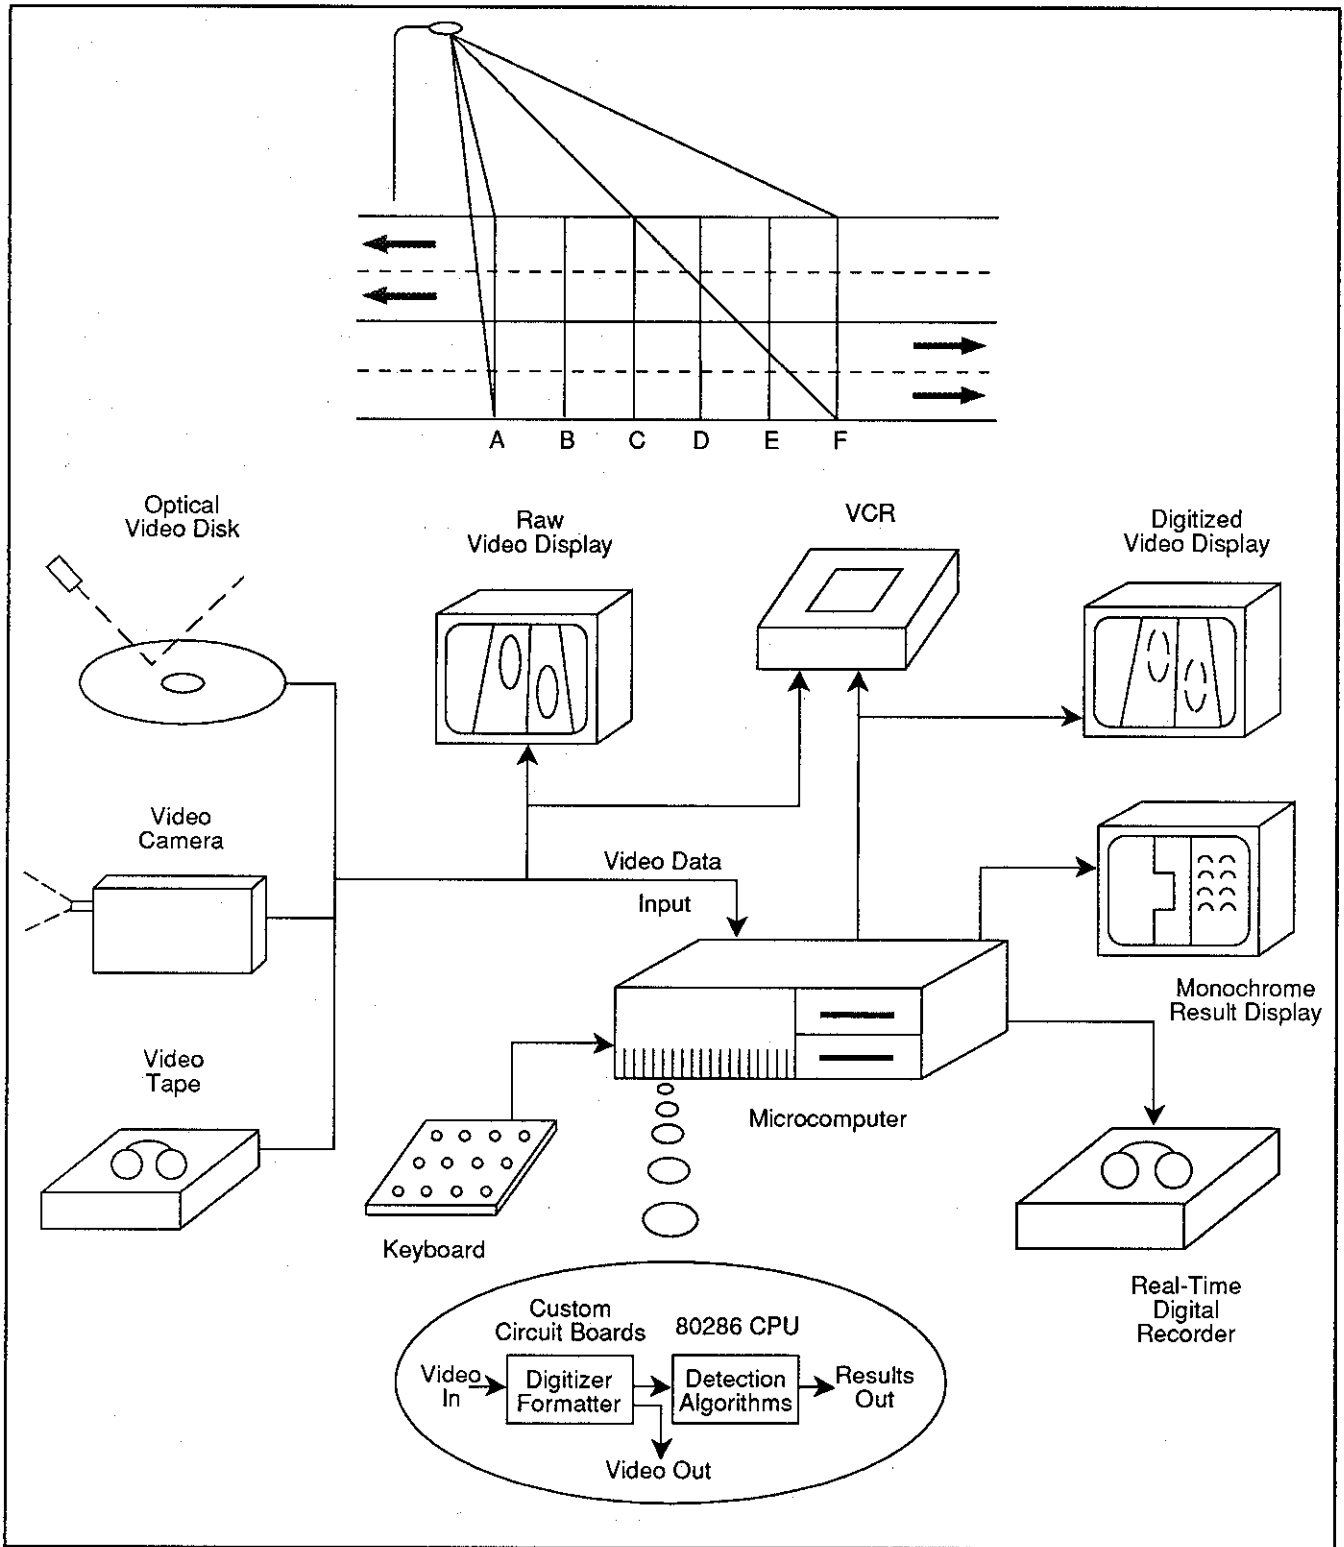 A B C D E F
Optical
Video Disk
Raw
Video Display
VCR
Digitized
Video Display
Video
Camera
Video Data
Input
Monochrome
Result Display
Video
Tape
Microcomputer
Keyboard
Real-Time
Digital
Recorder
Custom
Circuit Boards
80286 CPU
Video
In
Digitizer
Formatter
Detection
Algorithms
Results
Out
Video Out